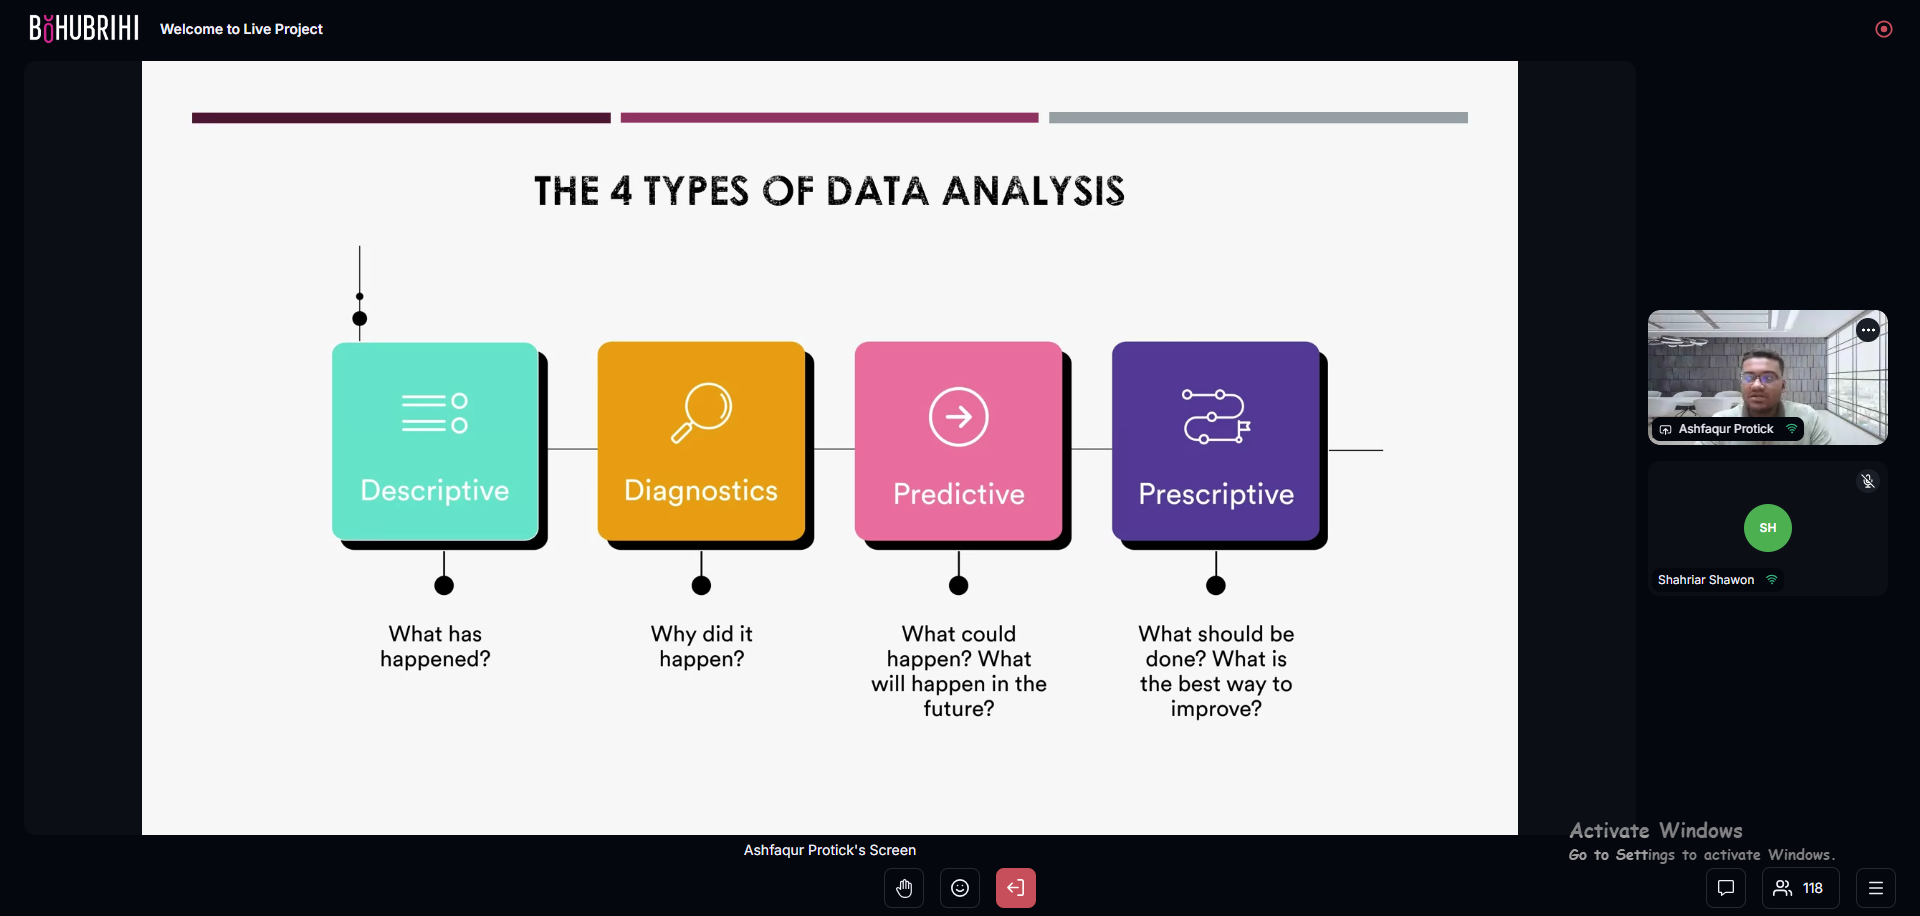 BOHUBRIHI
Welcome to Live Project
THE 4 TYPES OF DATA ANALYSIS
Descriptive
Diagnostics
Predictive
Prescriptive
What has
happened?
Why did it
happen?
What could
happen? What
will happen in the
future?
What should be
done? What is
the best way to
improve?
Ashfaqur Protick
SH
Shahriar Shawon
Ashfaqur Protick's Screen
Activate Windows
Go to Settings to activate Windows.
118